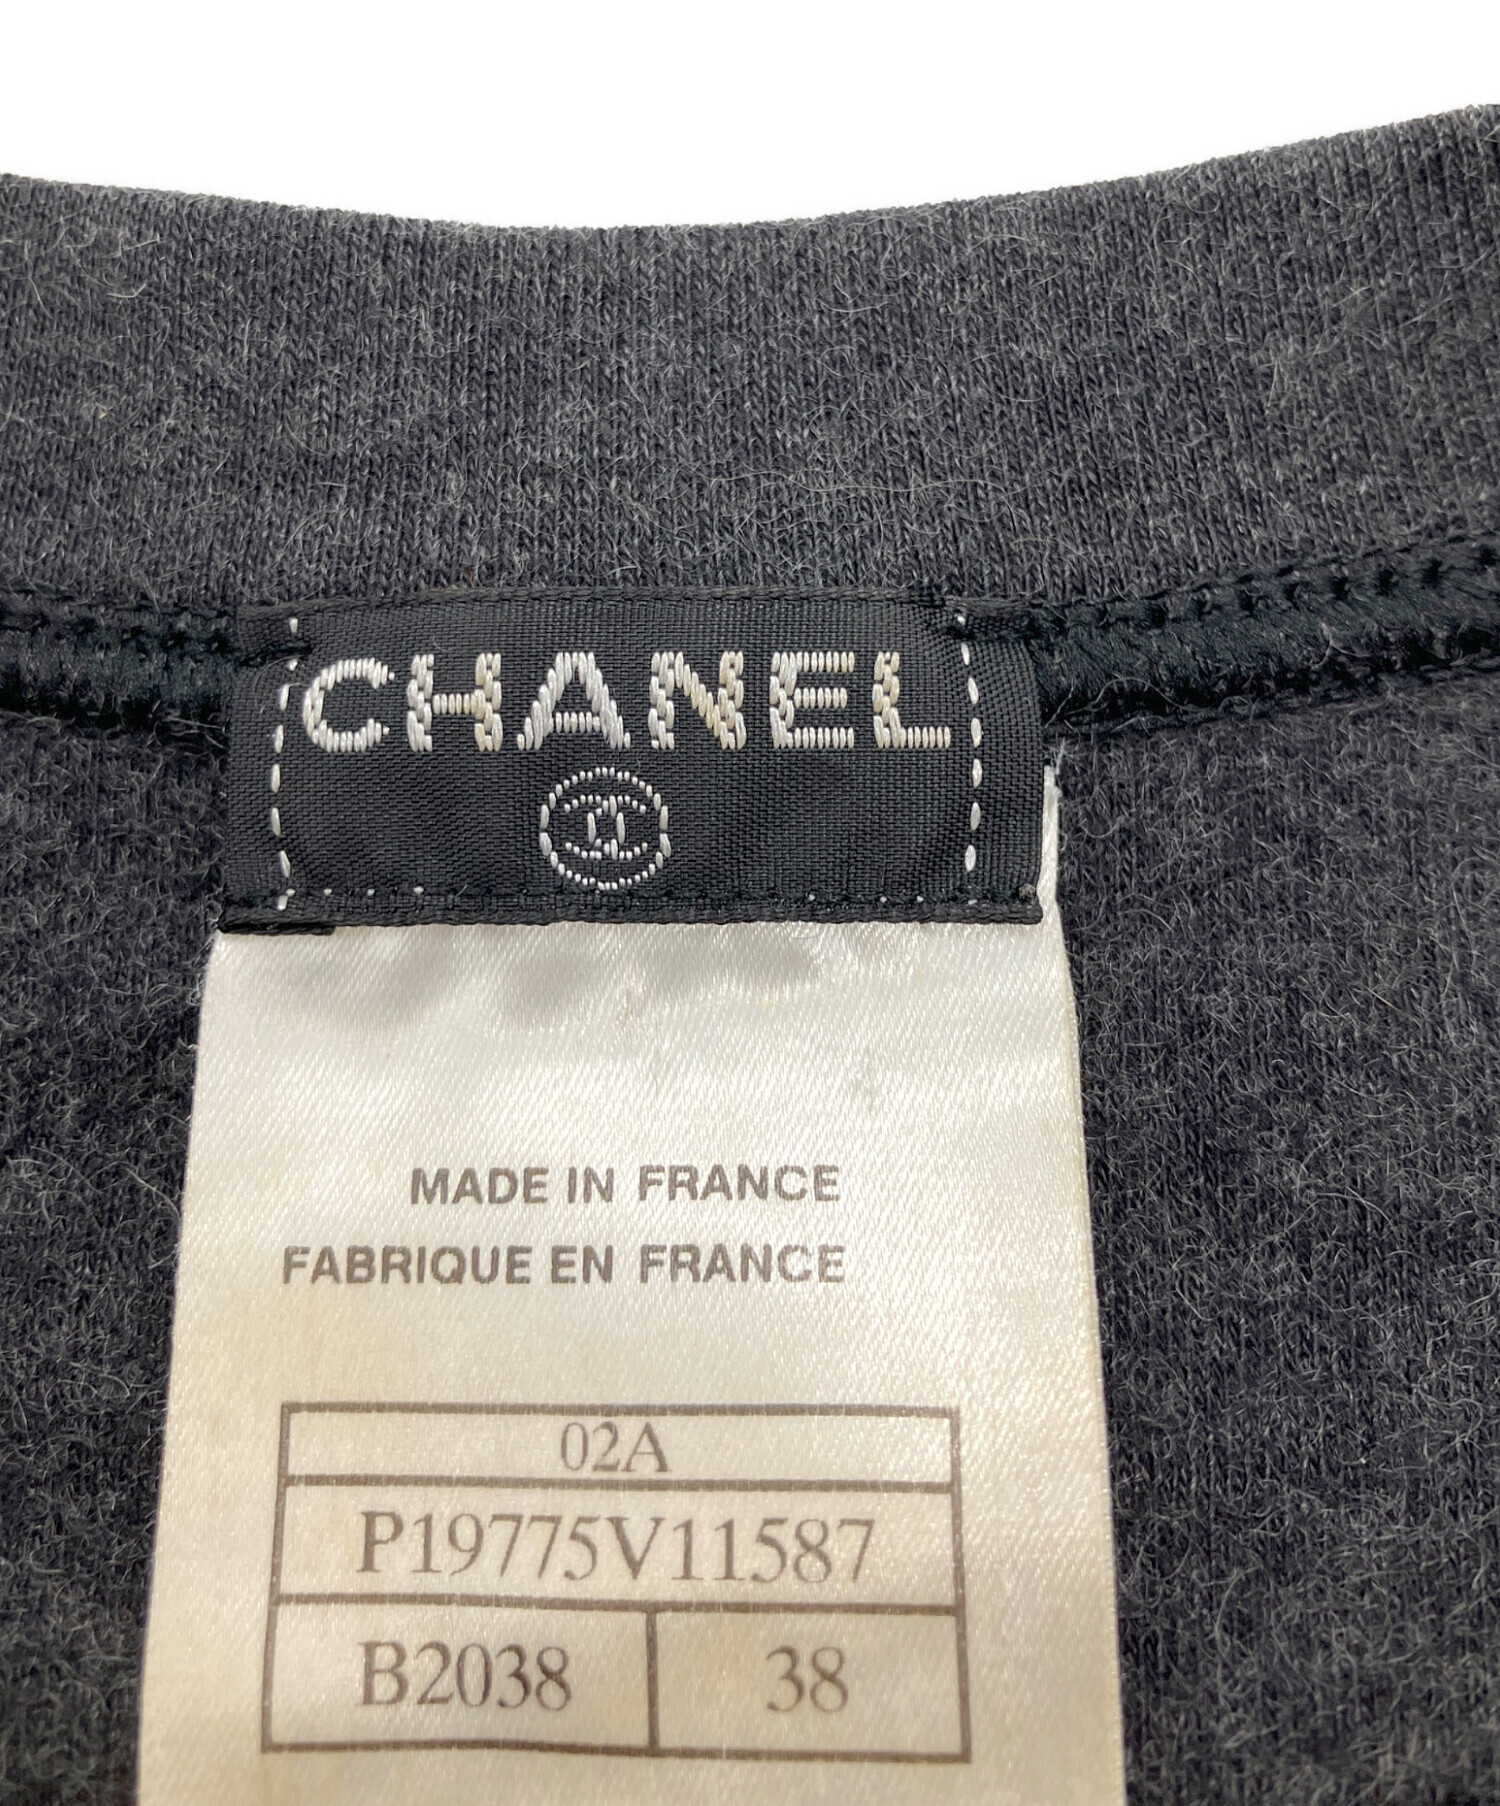 CHANEL
MADE IN FRANCE
FABRIQUE EN FRANCE
02A
P19775V11587
B2038 38